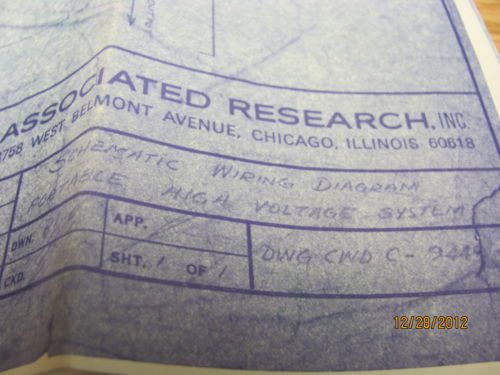 ASSOCIATED RESEARCH, INC.
3758 WEST BELMONT AVENUE, CHICAGO, ILLINOIS 60618
SCHEMATIC WIRING DIAGRAM
PORTABLE HIGH VOLTAGE SYSTEM
DWN.
APP.
DWG CWD C-9449
CKD.
SHT. 1 OF 1
12/28/2012